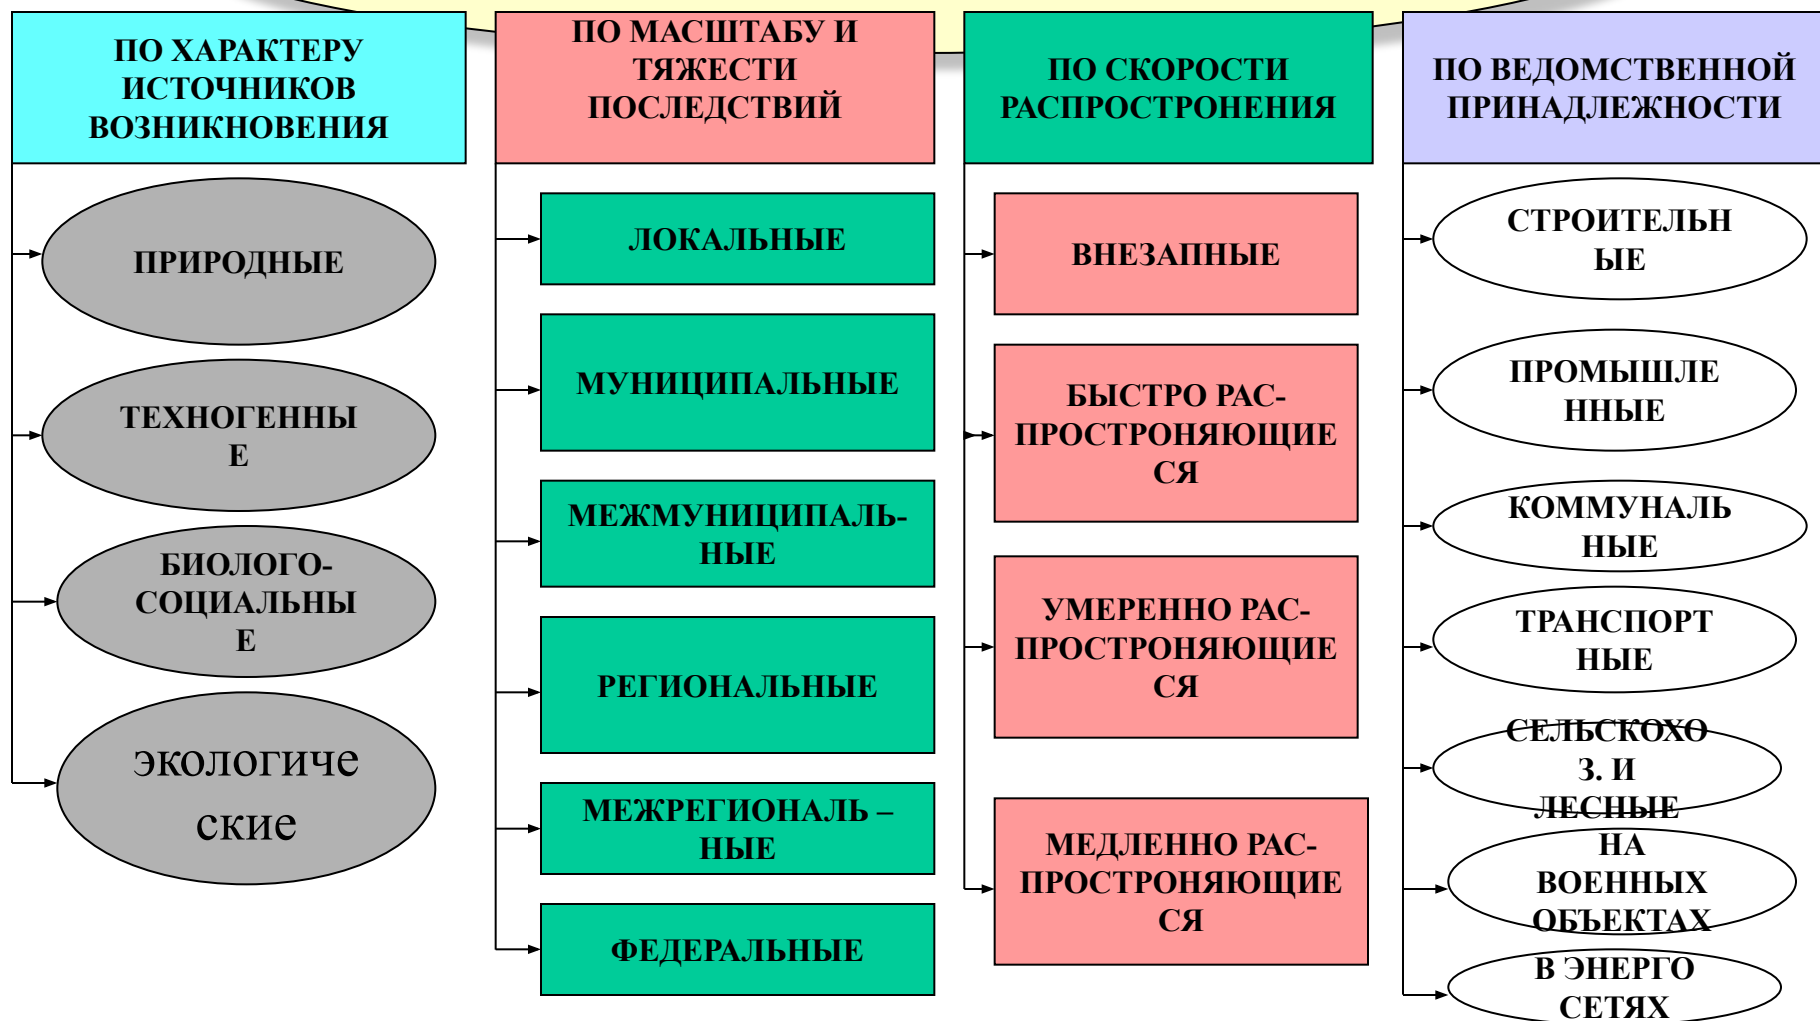 ПО ХАРАКТЕРУ
ИСТОЧНИКОВ
ВОЗНИКНОВЕНИЯ
ПРИРОДНЫЕ
ТЕХНОГЕННЫ
Е
БИОЛОГО-
СОЦИАЛЬНЫ
Е
экологиче
ские
ПО МАСШТАБУ И
ТЯЖЕСТИ
ПОСЛЕДСТВИЙ
ЛОКАЛЬНЫЕ
МУНИЦИПАЛЬНЫЕ
МЕЖМУНИЦИПАЛЬ-
НЫЕ
РЕГИОНАЛЬНЫЕ
МЕЖРЕГИОНАЛЬ –
НЫЕ
ФЕДЕРАЛЬНЫЕ
ПО СКОРОСТИ
РАСПРОСТРОНЕНИЯ
ВНЕЗАПНЫЕ
БЫСТРО РАС-
ПРОСТРОНЯЮЩИЕ
СЯ
УМЕРЕННО РАС-
ПРОСТРОНЯЮЩИЕ
СЯ
МЕДЛЕННО РАС-
ПРОСТРОНЯЮЩИЕ
СЯ
ПО ВЕДОМСТВЕННОЙ
ПРИНАДЛЕЖНОСТИ
СТРОИТЕЛЬН
ЫЕ
ПРОМЫШЛЕ
ННЫЕ
КОММУНАЛЬ
НЫЕ
ТРАНСПОРТ
НЫЕ
СЕЛЬСКОХО
З. И
ЛЕСНЫЕ
НА
ВОЕННЫХ
ОБЪЕКТАХ
В ЭНЕРГО
СЕТЯХ